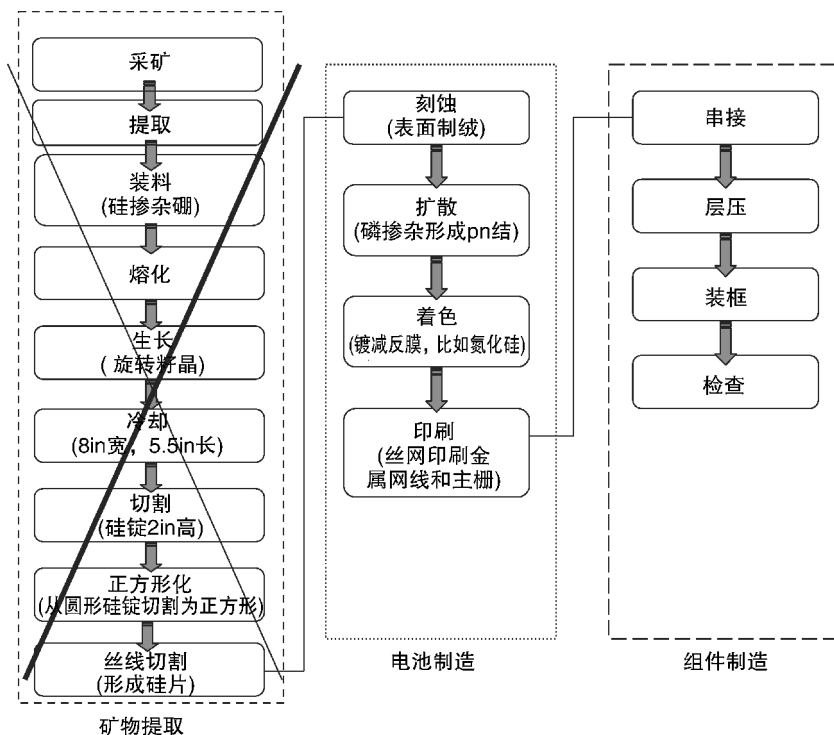 采矿
提取
装料
(硅掺杂硼)
熔化
生长
( 旋转籽晶)
冷却
(8in宽，5.5in长)
切割
(硅锭2in高)
正方形化
(从圆形硅锭切割为正方形)
丝线切割
(形成硅片)
矿物提取
刻蚀
(表面制绒)
扩散
(磷掺杂形成pn结)
着色
(镀减反膜，比如氮化硅)
印刷
(丝网印刷金
属网线和主栅)
电池制造
串接
层压
装框
检查
组件制造